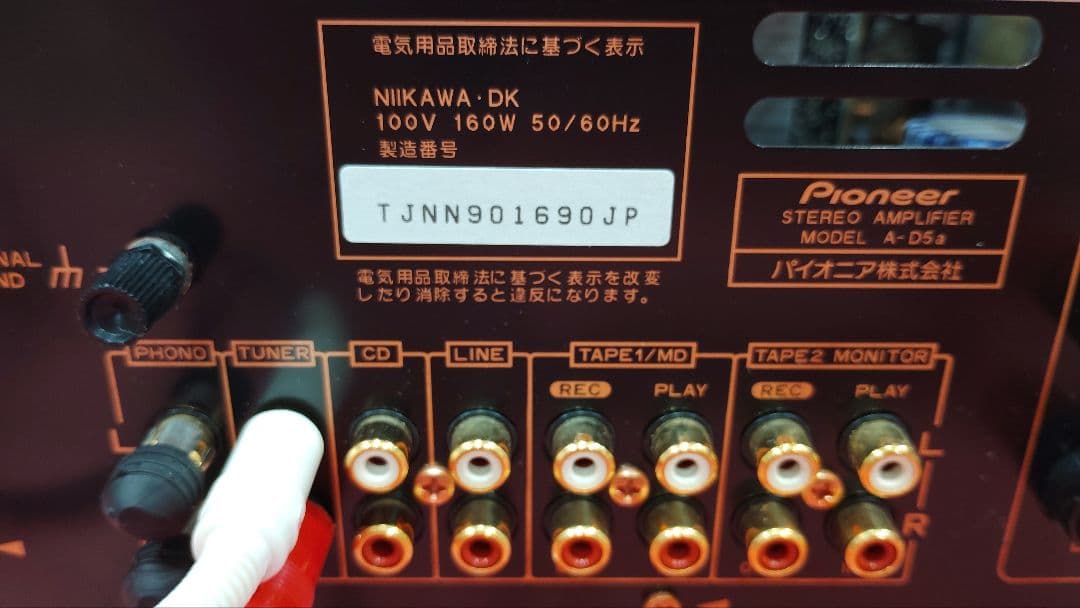 電気用品取締法に基づく表示
NIIKAWA・DK
100V 160W 50/60Hz
製造番号
TJNN901690JP
電気用品取締法に基づく表示を改変
したり消除すると違反になります。
Pioneer
STEREO AMPLIFIER
MODEL A-D5a
パイオニア株式会社
NAL
ND
PHONO
TUNER
CD
LINE
TAPE1/MD
TAPE2 MONITOR
REC
PLAY
REC
PLAY
L
R